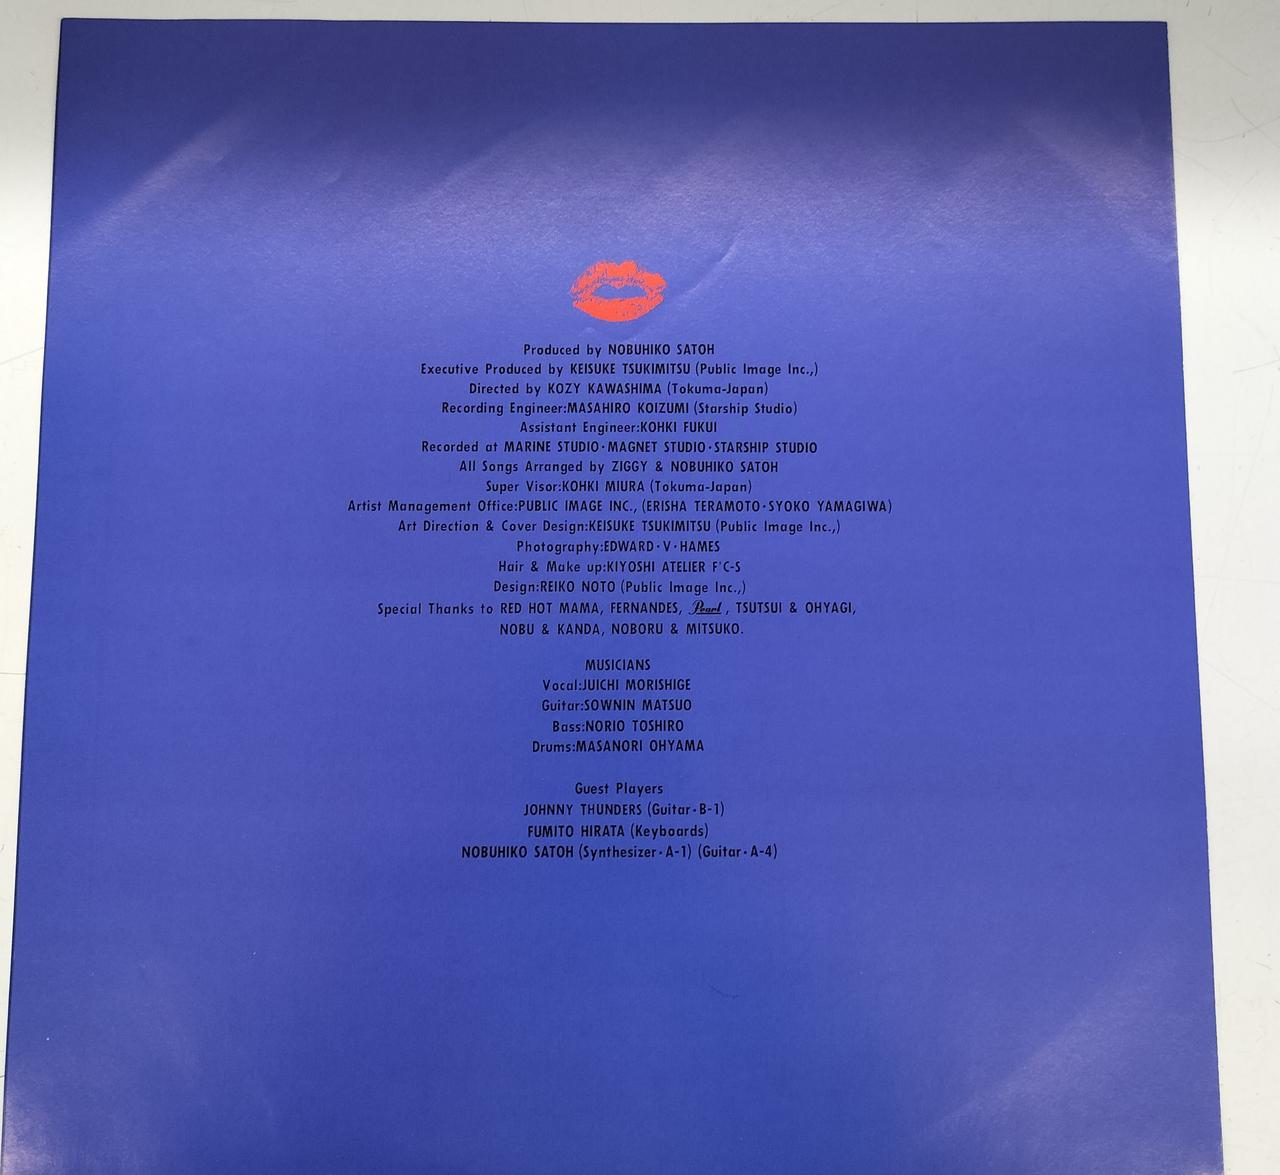 Produced by NOBUHIKO SATOH
Executive Produced by KEISUKE TSUKIMITSU (Public Image Inc.,)
Directed by KOZY KAWASHIMA (Tokuma-Japan)
Recording Engineer:MASAHIRO KOIZUMI (Starship Studio)
Assistant Engineer:KOHKI FUKUI
Recorded at MARINE STUDIO·MAGNET STUDIO·STARSHIP STUDIO
All Songs Arranged by ZIGGY & NOBUHIKO SATOH
Super Visor:KOHKI MIURA (Tokuma-Japan)
Artist Management Office:PUBLIC IMAGE INC., (ERISHA TERAMOTO·SYOKO YAMAGIWA)
Art Direction & Cover Design:KEISUKE TSUKIMITSU (Public Image Inc.,)
Photography:EDWARD·V·HAMES
Hair & Make up:KIYOSHI ATELIER F'C-S
Design:REIKO NOTO (Public Image Inc.,)
Special Thanks to RED HOT MAMA, FERNANDES, Pearl, TSUTSUI & OHYAGI,
NOBU & KANDA, NOBORU & MITSUKO.
MUSICIANS
Vocal:JUICHI MORISHIGE
Guitar:SOWNIN MATSUO
Bass:NORIO TOSHIRO
Drums:MASANORI OHYAMA
Guest Players
JOHNNY THUNDERS (Guitar·B-1)
FUMITO HIRATA (Keyboards)
NOBUHIKO SATOH (Synthesizer·A-1) (Guitar·A-4)